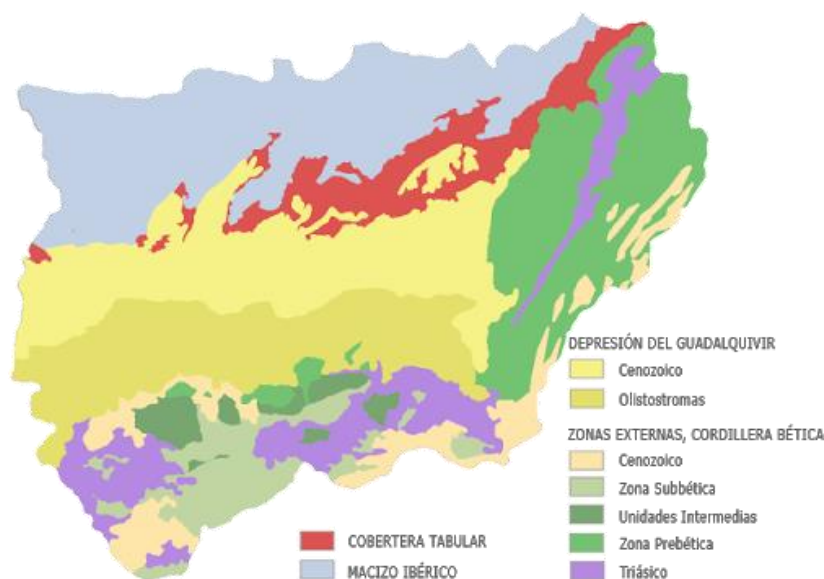 DEPRESIÓN DEL GUADALQUIVIR
Cenozoico
Olistostromas
ZONAS EXTERNAS, CORDILLERA BÉTICA
Cenozoico
Zona Subbética
Unidades Intermedias
Zona Prebética
Triásico
COBERTERA TABULAR
MACIZO IBÉRICO